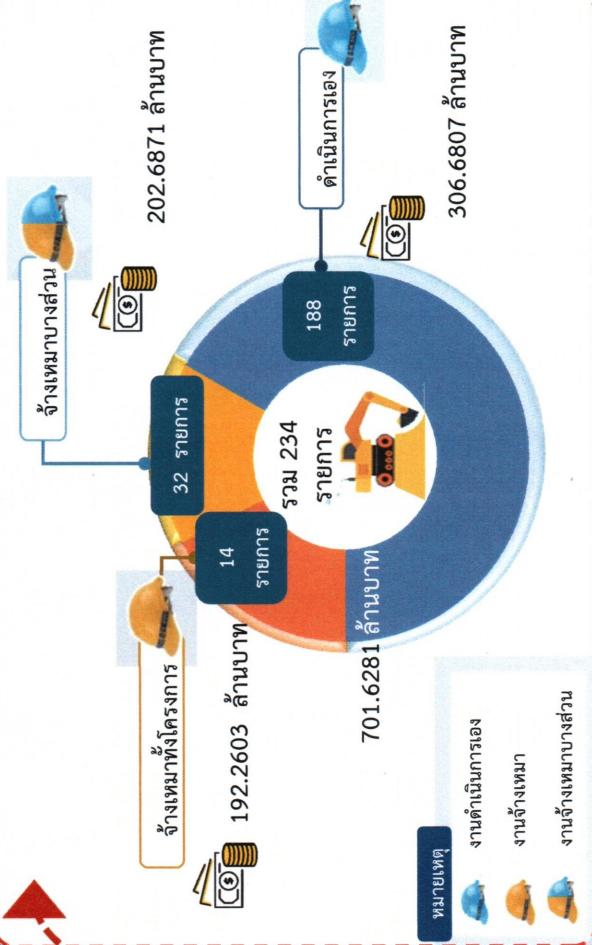 จ้างเหมาทั้งโครงการ
192.2603 ล้านบาท
จ้างเหมาบางส่วน
202.6871 ล้านบาท
ดำเนินการเอง
306.6807 ล้านบาท
32 รายการ
14
รายการ
188
รายการ
รวม 234
รายการ
701.6281 ล้านบาท
หมายเหตุ
งานดำเนินการเอง
งานจ้างเหมา
งานจ้างเหมาบางส่วน